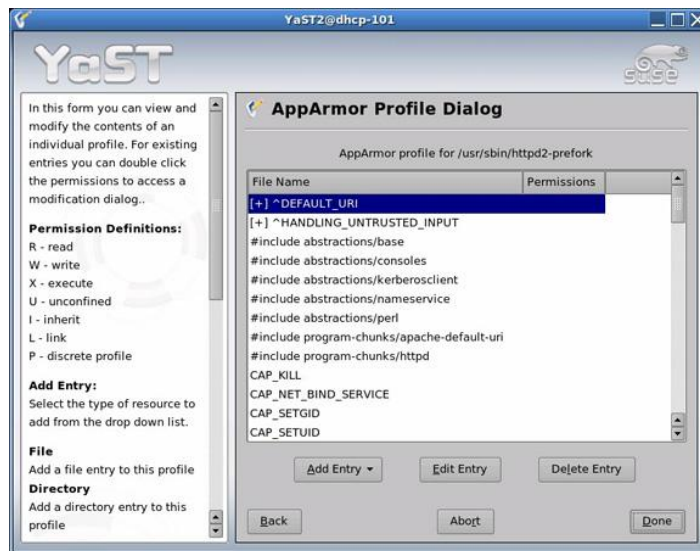 YaST2@dhcp-101
YaST
SUSE
In this form you can view and
modify the contents of an
individual profile. For existing
entries you can double click
the permissions to access a
modification dialog..
Permission Definitions:
R - read
W - write
X - execute
U - unconfined
I - inherit
L - link
P - discrete profile
Add Entry:
Select the type of resource to
add from the drop down list.
File
Add a file entry to this profile
Directory
Add a directory entry to this
profile
AppArmor Profile Dialog
AppArmor profile for /usr/sbin/httpd2-prefork
File Name Permissions
[+] ^DEFAULT_URI
[+] ^HANDLING_UNTRUSTED_INPUT
#include abstractions/base
#include abstractions/consoles
#include abstractions/kerberosclient
#include abstractions/nameservice
#include abstractions/perl
#include program-chunks/apache-default-uri
#include program-chunks/httpd
CAP_KILL
CAP_NET_BIND_SERVICE
CAP_SETGID
CAP_SETUID
Add Entry Edit Entry Delete Entry
Back Abort Done